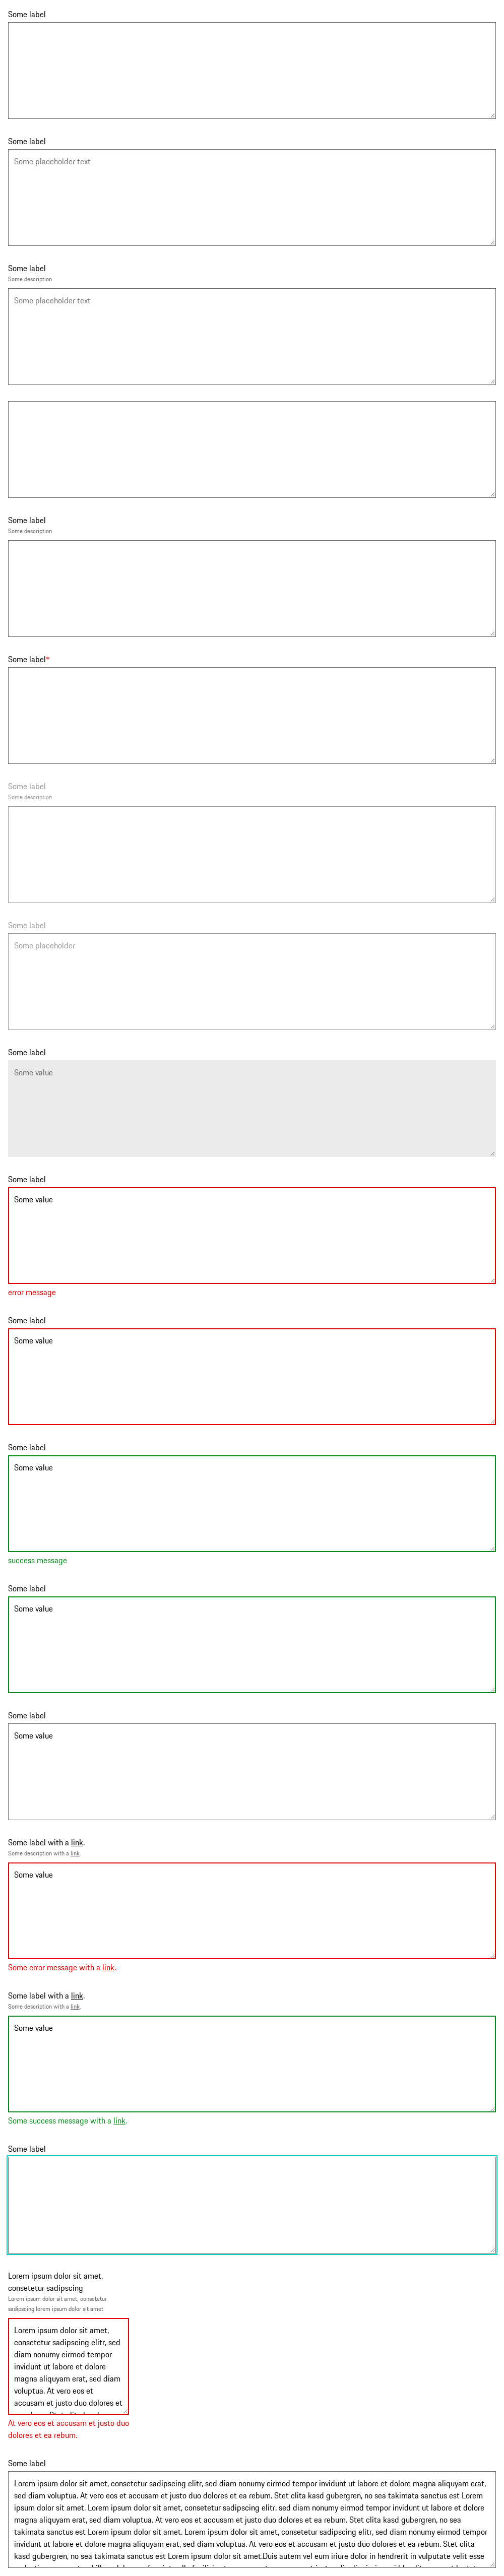 Some label
Some label
Some placeholder text
Some label
Some description
Some placeholder text
Some label
Some description
Some label*
Some label
Some description
Some label
Some placeholder
Some label
Some value
Some label
Some value
error message
Some label
Some value
Some label
Some value
success message
Some label
Some value
Some label
Some value
Some label with a link.
Some description with a link.
Some value
Some error message with a link.
Some label with a link.
Some description with a link.
Some value
Some success message with a link.
Some label
Lorem ipsum dolor sit amet,
consetetur sadipscing
Lorem ipsum dolor sit amet, consetetur
sadipscing lorem ipsum dolor sit amet
Lorem ipsum dolor sit amet,
consetetur sadipscing elitr, sed
diam nonumy eirmod tempor
invidunt ut labore et dolore
magna aliquyam erat, sed diam
voluptua. At vero eos et
accusam et justo duo dolores et
At vero eos et accusam et justo duo
dolores et ea rebum.
Some label
Lorem ipsum dolor sit amet, consetetur sadipscing elitr, sed diam nonumy eirmod tempor invidunt ut labore et dolore magna aliquyam erat,
sed diam voluptua. At vero eos et accusam et justo duo dolores et ea rebum. Stet clita kasd gubergren, no sea takimata sanctus est Lorem
ipsum dolor sit amet. Lorem ipsum dolor sit amet, consetetur sadipscing elitr, sed diam nonumy eirmod tempor invidunt ut labore et dolore
magna aliquyam erat, sed diam voluptua. At vero eos et accusam et justo duo dolores et ea rebum. Stet clita kasd gubergren, no sea
takimata sanctus est Lorem ipsum dolor sit amet. Lorem ipsum dolor sit amet, consetetur sadipscing elitr, sed diam nonumy eirmod tempor
invidunt ut labore et dolore magna aliquyam erat, sed diam voluptua. At vero eos et accusam et justo duo dolores et ea rebum. Stet clita
kasd gubergren, no sea takimata sanctus est Lorem ipsum dolor sit amet.Duis autem vel eum iriure dolor in hendrerit in vulputate velit esse